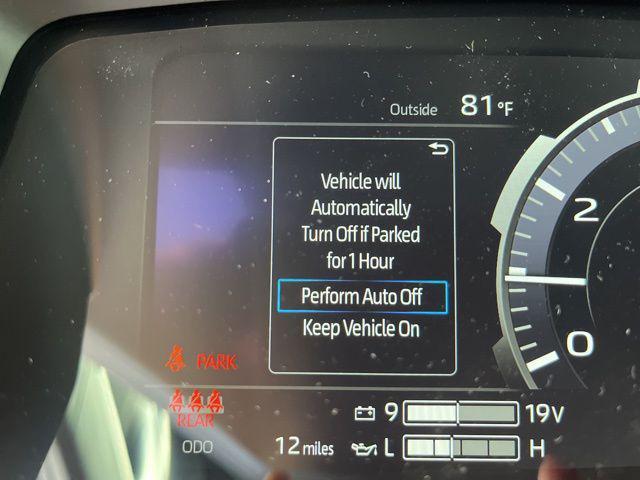 Outside 81°F
Vehicle will
Automatically
Turn Off if Parked
for 1 Hour
Perform Auto Off
Keep Vehicle On
2
0
PARK
REAR
9 19V
ODO 12 miles L H